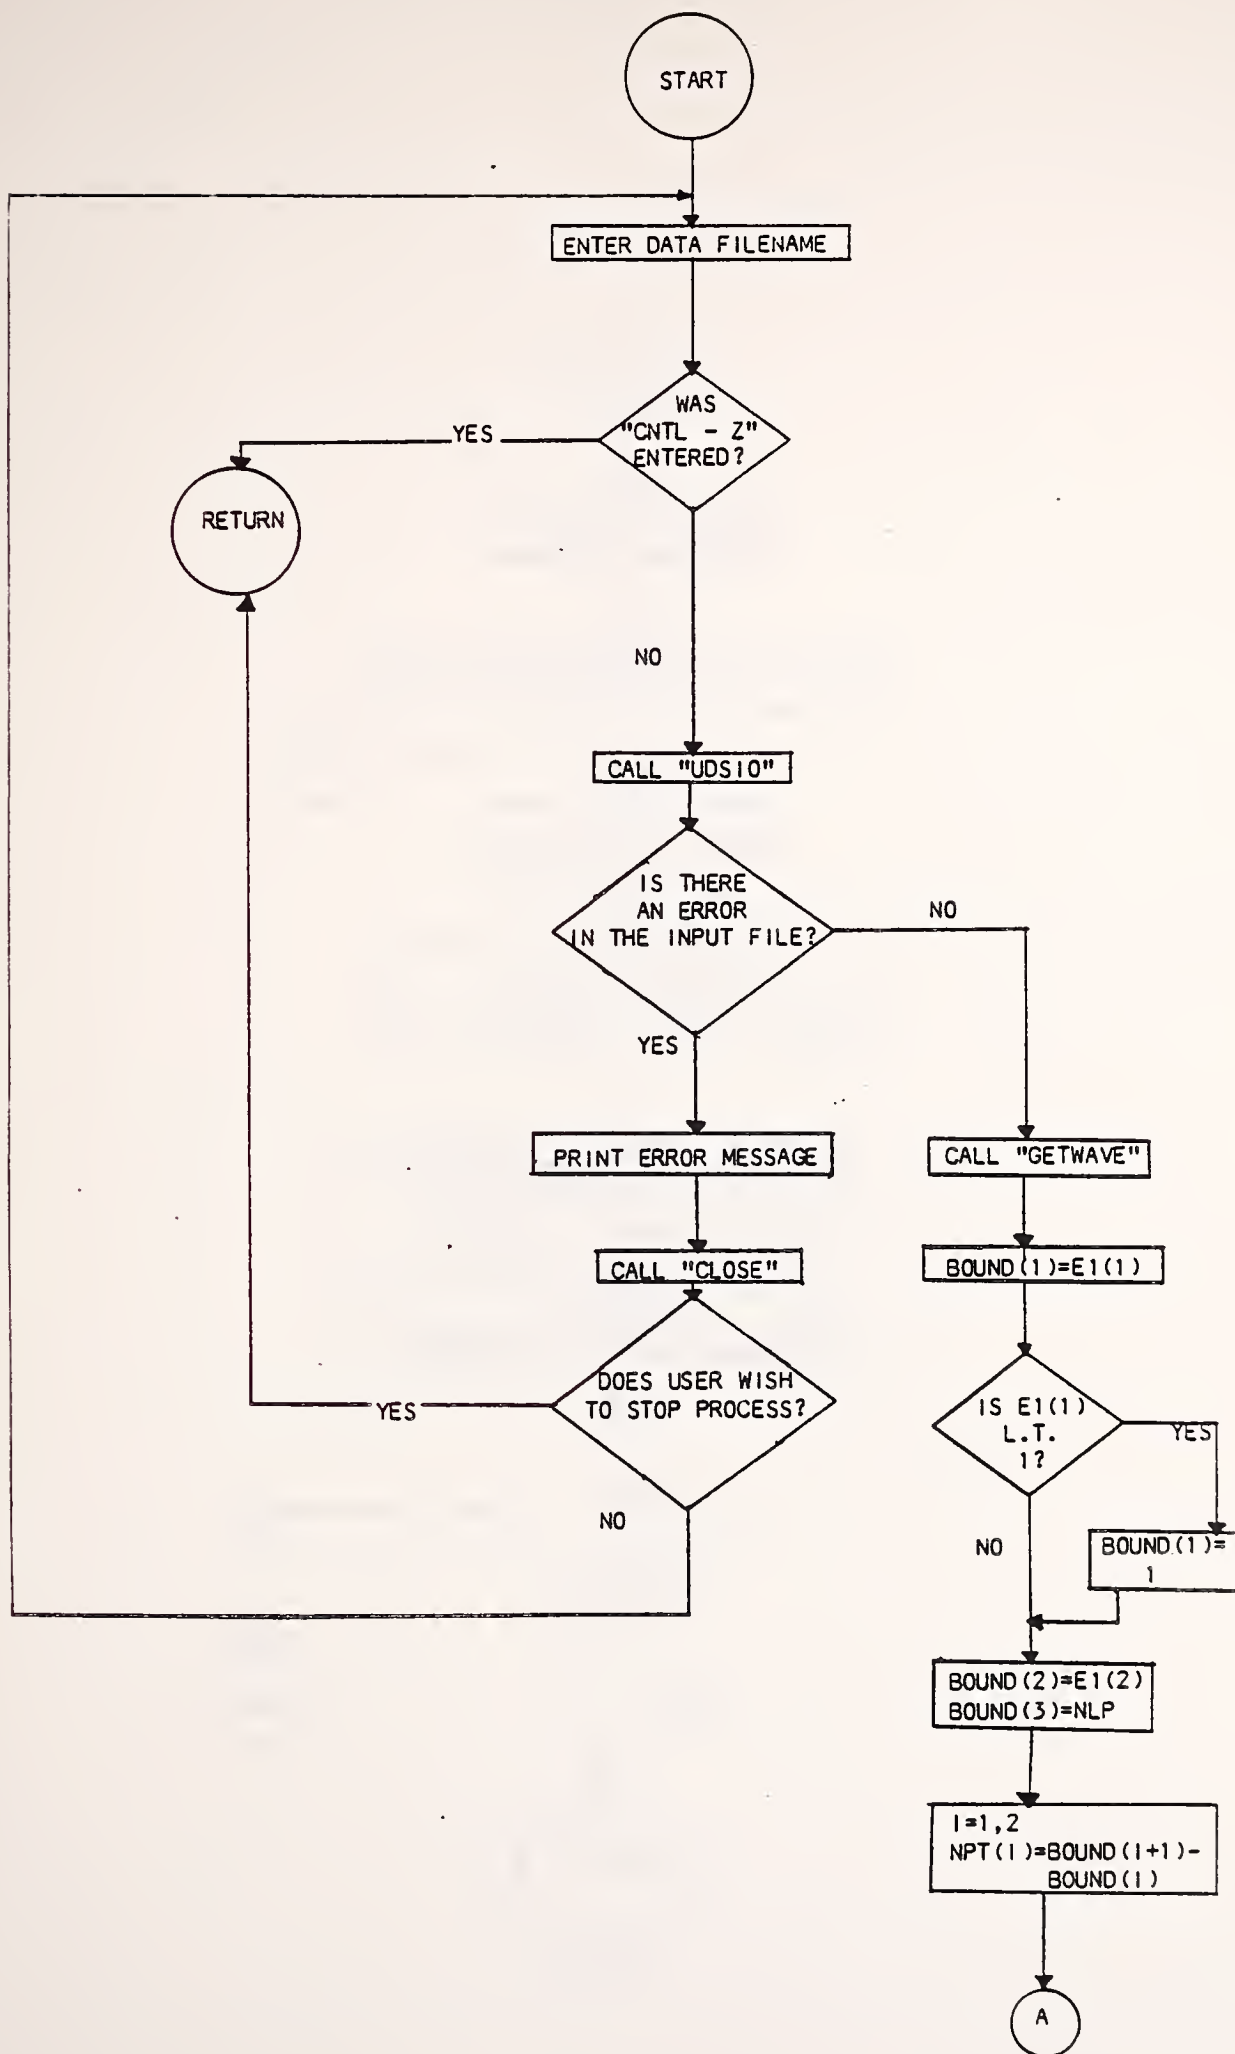 START
ENTER DATA FILENAME
WAS
"CNTL - Z"
ENTERED?
YES
RETURN
NO
CALL "UDSIO"
IS THERE
AN ERROR
IN THE INPUT FILE?
NO
YES
PRINT ERROR MESSAGE
CALL "GETWAVE"
CALL "CLOSE"
BOUND(1)=E1(1)
DOES USER WISH
TO STOP PROCESS?
YES
IS E1(1)
L.T.
1?
YES
NO
NO
BOUND(1)=
1
BOUND(2)=E1(2)
BOUND(3)=NLP
I=1,2
NPT(I)=BOUND(I+1)-
BOUND(I)
A